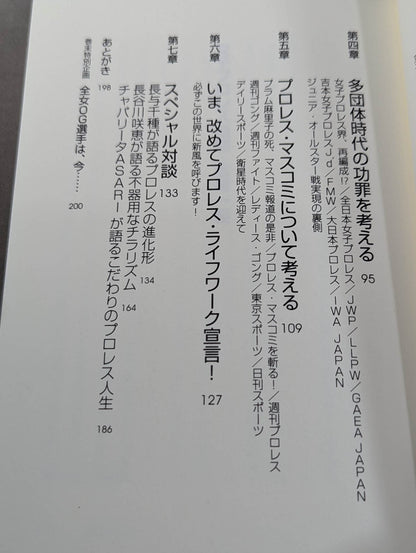 第四章
多団体時代の功罪を考える 95
女子プロレス界、再編成!?／全日本女子プロレス／JWP／LLPW／GAEA JAPAN
吉本女子プロレスJd／FMW／大日本プロレス／IWA JAPAN
ジュニア・オールスター戦実現の裏側
第五章
プロレス・マスコミについて考える 109
プラム麻里子の死、マスコミ報道の是非／プロレス・マスコミを斬る!／週刊プロレス
週刊ゴング／週刊ファイト／レディース・ゴング／東京スポーツ／日刊スポーツ
デイリースポーツ／衛星時代を迎えて
第六章
いま、改めてプロレス・ライフワーク宣言! 127
必ずこの世界に新風を呼びます!
第七章
スペシャル対談 133
長与千種が語るプロレスの進化形 134
長谷川咲恵が語る不器用なチラリズム 164
チャパリータASARIが語るこだわりのプロレス人生 186
あとがき 198
巻末特別企画
全女OG選手は、今?…… 200